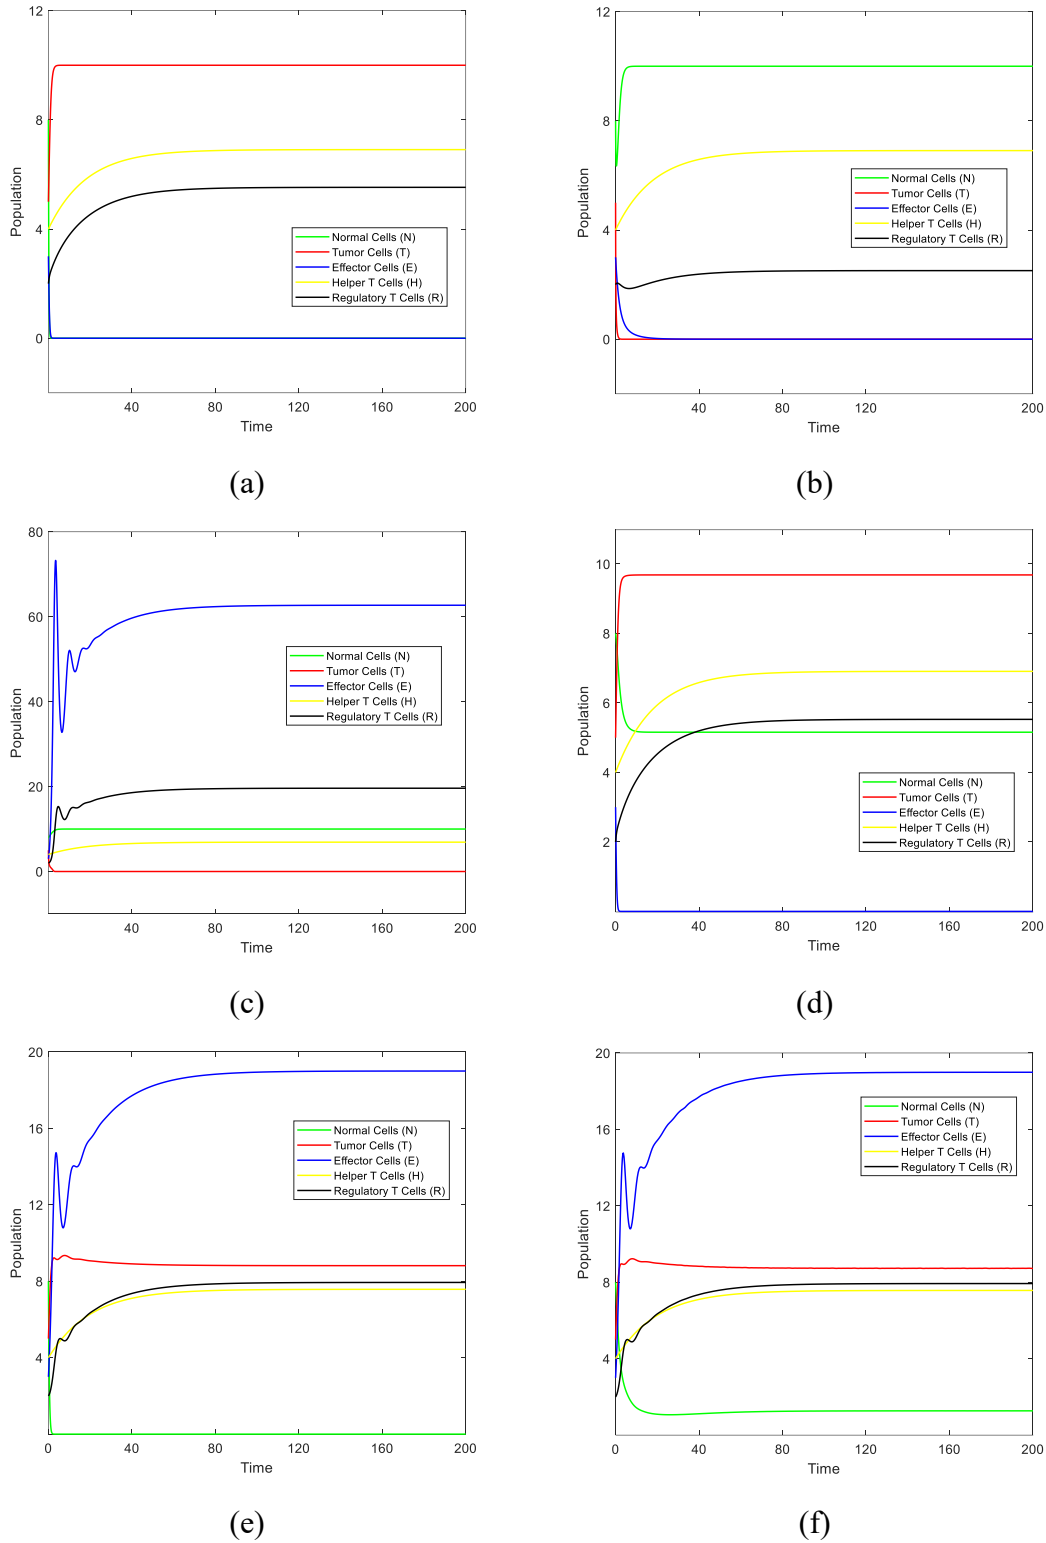 12
8
4
0
Population
40
80
120
160
200
Time
Normal Cells (N)
Tumor Cells (T)
Effector Cells (E)
Helper T Cells (H)
Regulatory T Cells (R)
(a)
12
8
4
0
Population
0
40
80
120
160
200
Time
Normal Cells (N)
Tumor Cells (T)
Effector Cells (E)
Helper T Cells (H)
Regulatory T Cells (R)
(b)
80
60
40
20
0
Population
40
80
120
160
200
Time
Normal Cells (N)
Tumor Cells (T)
Effector Cells (E)
Helper T Cells (H)
Regulatory T Cells (R)
(c)
10
8
6
4
2
Population
0
40
80
120
160
200
Time
Normal Cells (N)
Tumor Cells (T)
Effector Cells (E)
Helper T Cells (H)
Regulatory T Cells (R)
(d)
20
16
12
8
4
Population
0
40
80
120
160
200
Time
Normal Cells (N)
Tumor Cells (T)
Effector Cells (E)
Helper T Cells (H)
Regulatory T Cells (R)
(e)
20
16
12
8
4
Population
0
40
80
120
160
200
Time
Normal Cells (N)
Tumor Cells (T)
Effector Cells (E)
Helper T Cells (H)
Regulatory T Cells (R)
(f)